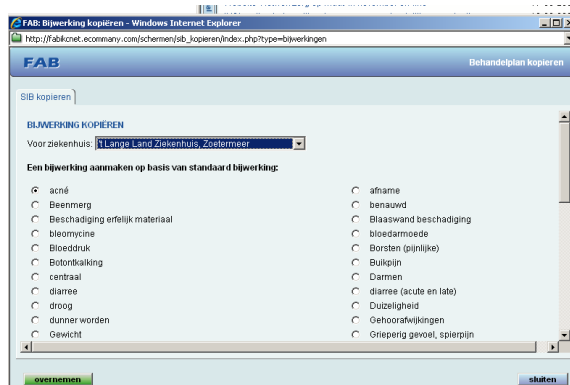 FAB: Bijwerking kopiëren - Windows Internet Explorer
http://fabikcnet.ecommany.com/schermen/sib_kopieren/index.php?type=bijwerkingen
FAB
Behandelplan kopieren
SIB kopieren
BIJWERKING KOPIËREN
Voor ziekenhuis: 't Lange Land Ziekenhuis, Zoetermeer
Een bijwerking aanmaken op basis van standaard bijwerking:
acné afname
Beenmerg benauwd
Beschadiging erfelijk materiaal Blaaswand beschadiging
bleomycine bloedarmoede
Bloeddruk Borsten (pijnlijke)
Botontkalking Buikpijn
centraal Darmen
diarree diarree (acute en late)
droog Duizeligheid
dunner worden Gehoorafwijkingen
Gewicht Grieperig gevoel, spierpijn
overnemen sluiten